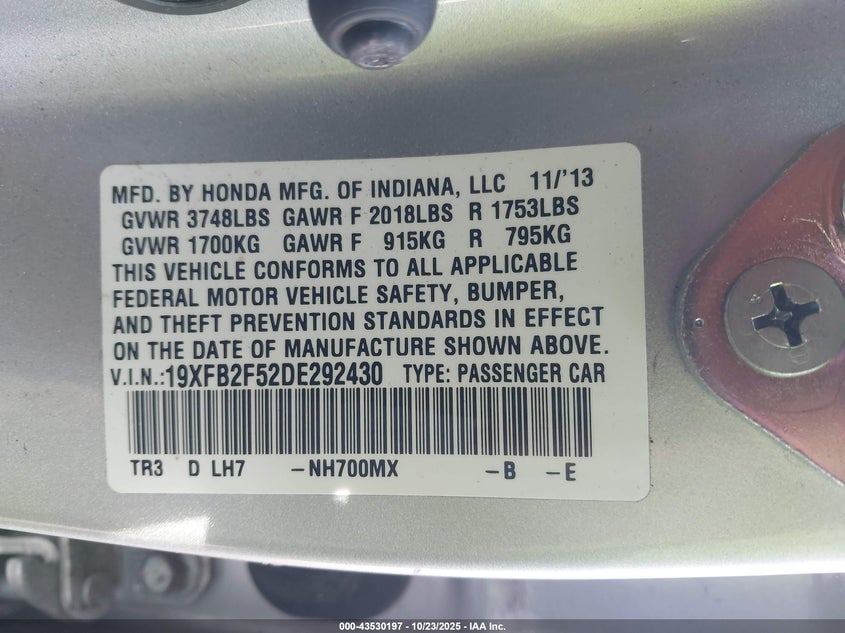 MFD. BY HONDA MFG. OF INDIANA, LLC 11/'13
GVWR 3748LBS GAWR F 2018LBS R 1753LBS
GVWR 1700KG GAWR F 915KG R 795KG
THIS VEHICLE CONFORMS TO ALL APPLICABLE
FEDERAL MOTOR VEHICLE SAFETY, BUMPER,
AND THEFT PREVENTION STANDARDS IN EFFECT
ON THE DATE OF MANUFACTURE SHOWN ABOVE.
V.I.N.:19XFB2F52DE292430 TYPE: PASSENGER CAR
TR3 D LH7 -NH700MX -B -E
000-43530197 - 10/23/2025 - IAA Inc.